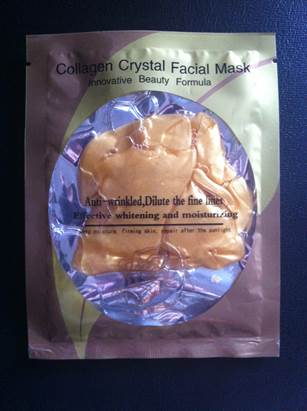 Collagen Crystal Facial Mask
Innovative Beauty Formula
Anti-wrinkled,Dilute the fine lines
Effective whitening and moisturizing
moisture, firming skin, repair after the sunlight